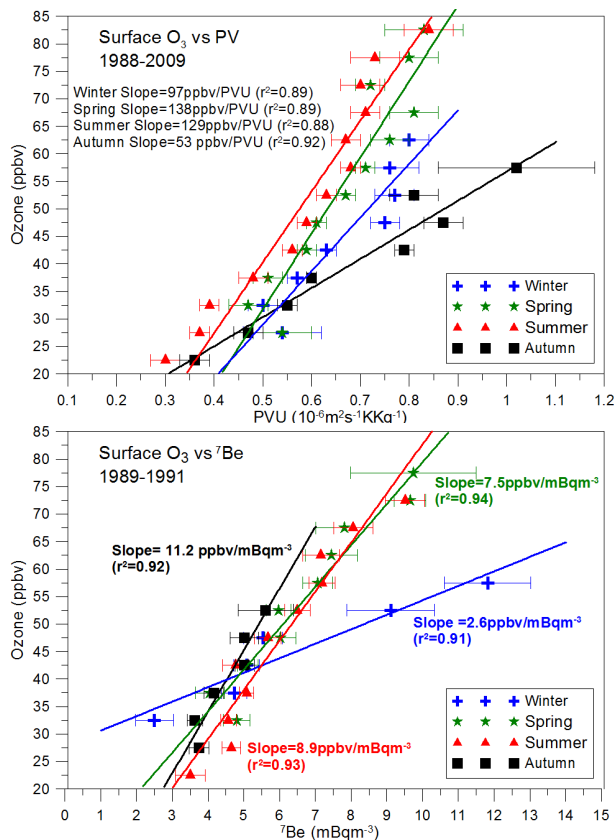 Surface O₃ vs PV
1988-2009
Winter Slope=97ppbv/PVU (r²=0.89)
Spring Slope=138ppbv/PVU (r²=0.89)
Summer Slope=129ppbv/PVU (r²=0.88)
Autumn Slope=53 ppbv/PVU (r²=0.92)
Ozone (ppbv)
85
80
75
70
65
60
55
50
45
40
35
30
25
20
Winter
Spring
Summer
Autumn
0.1 0.2 0.3 0.4 0.5 0.6 0.7 0.8 0.9 1.0 1.1 1.2
PVU (10⁻⁶m²s⁻¹KKg⁻¹)
Surface O₃ vs ⁷Be
1989-1991
Slope=7.5ppbv/mBqm⁻³
(r²=0.94)
Slope= 11.2 ppbv/mBqm⁻³
(r²=0.92)
Slope =2.6ppbv/mBqm⁻³
(r²=0.91)
Slope=8.9ppbv/mBqm⁻³
(r²=0.93)
Ozone (ppbv)
85
80
75
70
65
60
55
50
45
40
35
30
25
20
Winter
Spring
Summer
Autumn
0 1 2 3 4 5 6 7 8 9 10 11 12 13 14 15
⁷Be (mBqm⁻³)